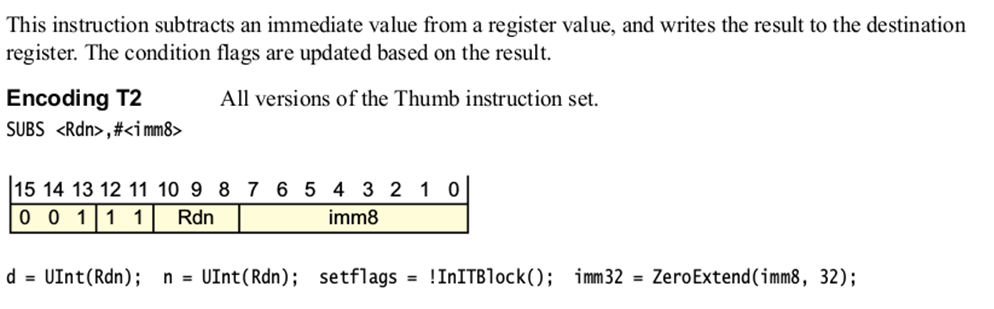 This instruction subtracts an immediate value from a register value, and writes the result to the destination
register. The condition flags are updated based on the result.
Encoding T2 All versions of the Thumb instruction set.
SUBS <Rdn>,#<imm8>
15 14 13 12 11 10 9 8 7 6 5 4 3 2 1 0
0 0 1 1 1 Rdn imm8
d = UInt(Rdn); n = UInt(Rdn); setflags = !InITBlock(); imm32 = ZeroExtend(imm8, 32);